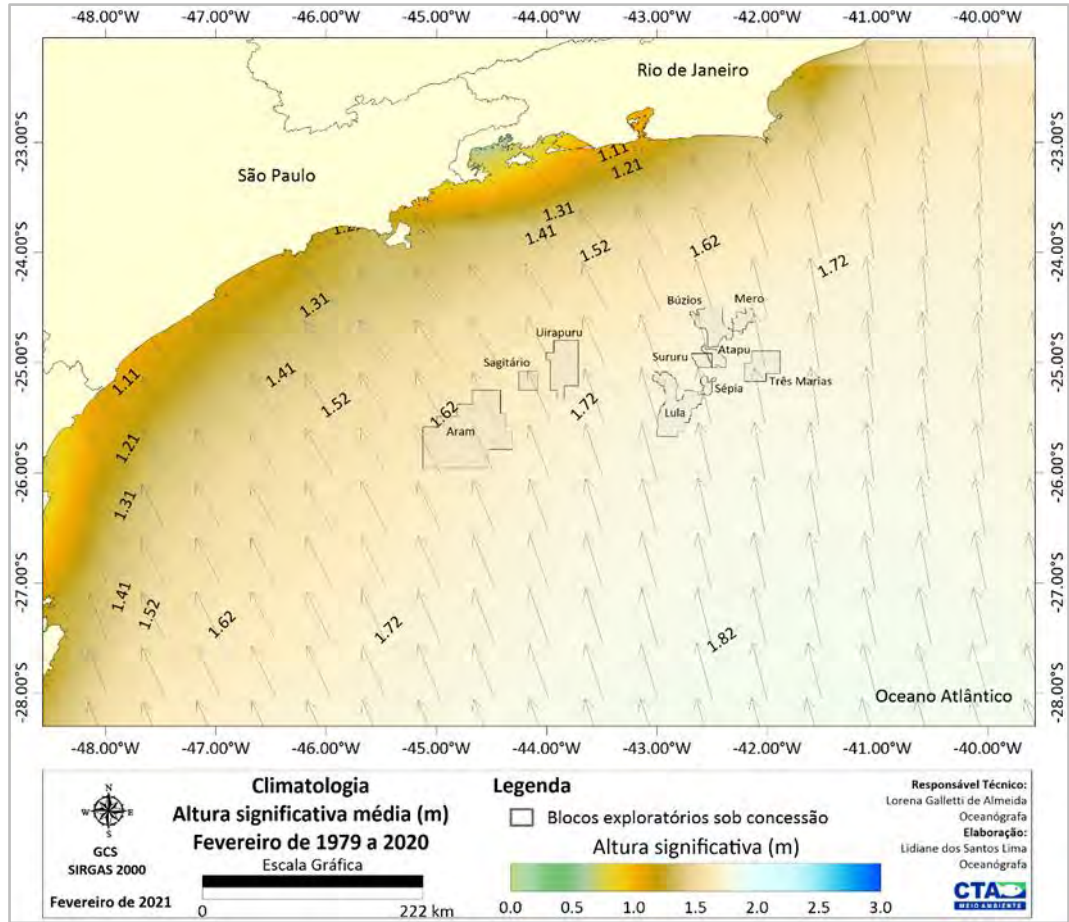 -48.00°W -47.00°W -46.00°W -45.00°W -44.00°W -43.00°W -42.00°W -41.00°W -40.00°W
Rio de Janeiro
São Paulo
-23.00°S -23.00°S
1.11
1.21
1.31
1.41
1.52
1.62
1.72
-24.00°S -24.00°S
1.31
Búzios Mero
Uirapuru
Sagitário
Sururu Atapu
-25.00°S -25.00°S
1.11
1.41
1.52
1.62
1.72
Sépia Três Marias
Lula
Aram
1.21
-26.00°S -26.00°S
1.31
-27.00°S -27.00°S
1.41
1.52
1.62
1.72
1.82
-28.00°S -28.00°S
Oceano Atlântico
-48.00°W -47.00°W -46.00°W -45.00°W -44.00°W -43.00°W -42.00°W -41.00°W -40.00°W
N
W E
S
GCS
SIRGAS 2000
Fevereiro de 2021
Climatologia
Altura significativa média (m)
Fevereiro de 1979 a 2020
Escala Gráfica
0 222 km
Legenda
Blocos exploratórios sob concessão
Altura significativa (m)
0.0 0.5 1.0 1.5 2.0 2.5 3.0
Responsável Técnico:
Lorena Galletti de Almeida
Oceanógrafa
Elaboração:
Lidiane dos Santos Lima
Oceanógrafa
CTA
MEIO AMBIENTE